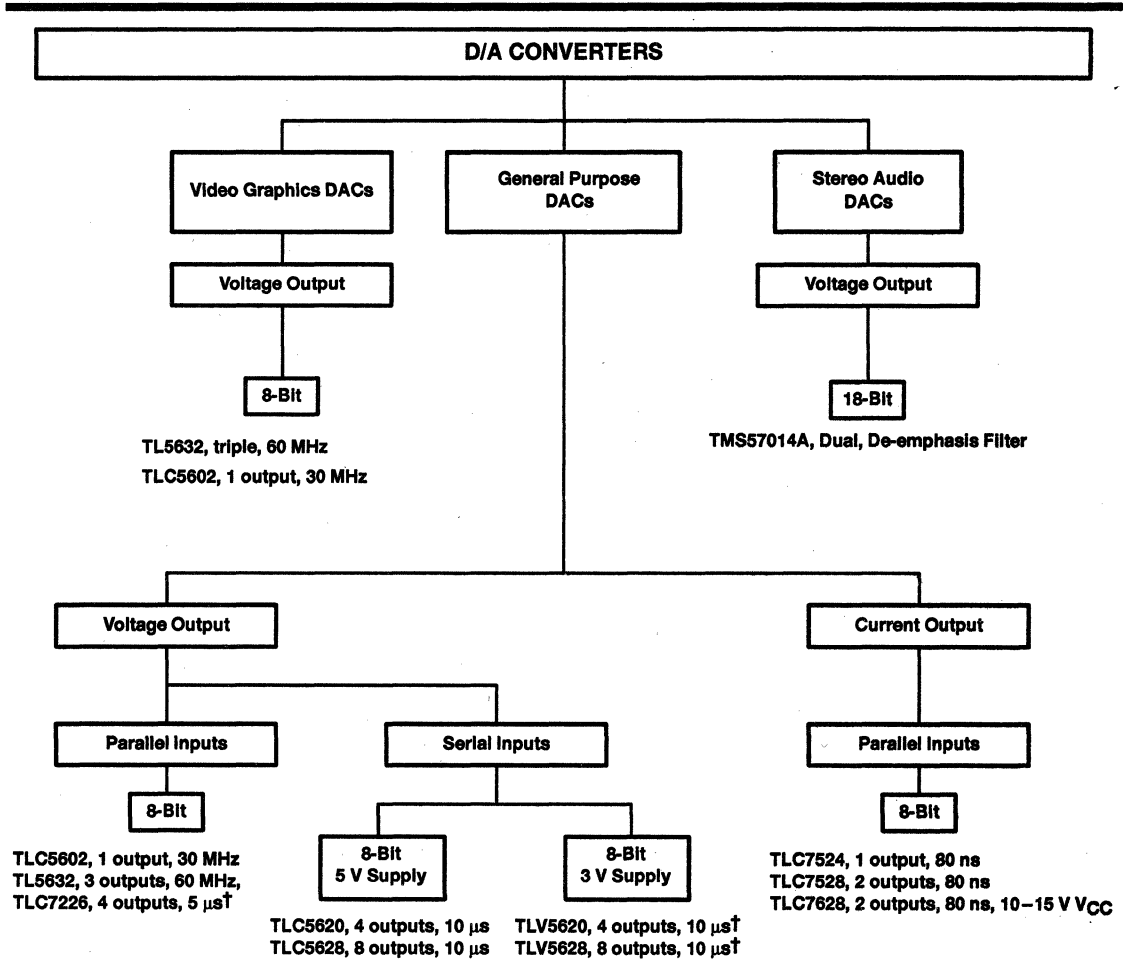 D/A CONVERTERS
Video Graphics DACs
General Purpose
DACs
Stereo Audio
DACs
Voltage Output
Voltage Output
8-Bit
18-Bit
TL5632, triple, 60 MHz
TLC5602, 1 output, 30 MHz
TMS57014A, Dual, De-emphasis Filter
Voltage Output
Current Output
Parallel Inputs
Serial Inputs
Parallel Inputs
8-Bit
8-Bit
5 V Supply
8-Bit
3 V Supply
8-Bit
TLC5602, 1 output, 30 MHz
TL5632, 3 outputs, 60 MHz,
TLC7226, 4 outputs, 5 μs†
TLC5620, 4 outputs, 10 μs
TLC5628, 8 outputs, 10 μs
TLV5620, 4 outputs, 10 μs†
TLV5628, 8 outputs, 10 μs†
TLC7524, 1 output, 80 ns
TLC7528, 2 outputs, 80 ns
TLC7628, 2 outputs, 80 ns, 10–15 V VCC